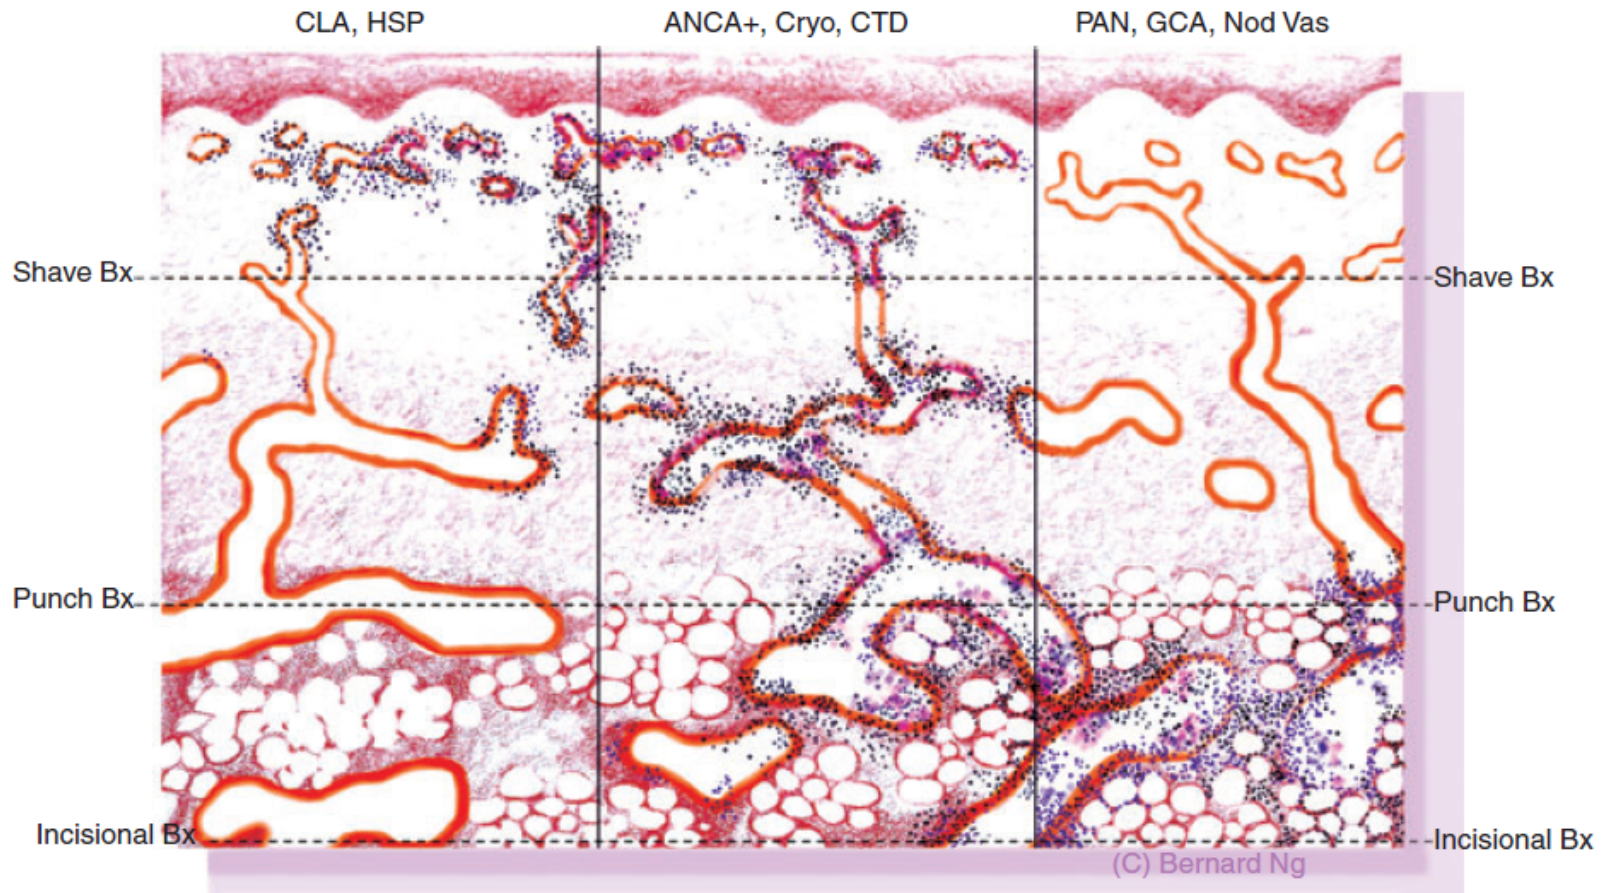 CLA, HSP
ANCA+, Cryo, CTD
PAN, GCA, Nod Vas
Shave Bx
Shave Bx
Punch Bx
Punch Bx
Incisional Bx
Incisional Bx
(C) Bernard Ng